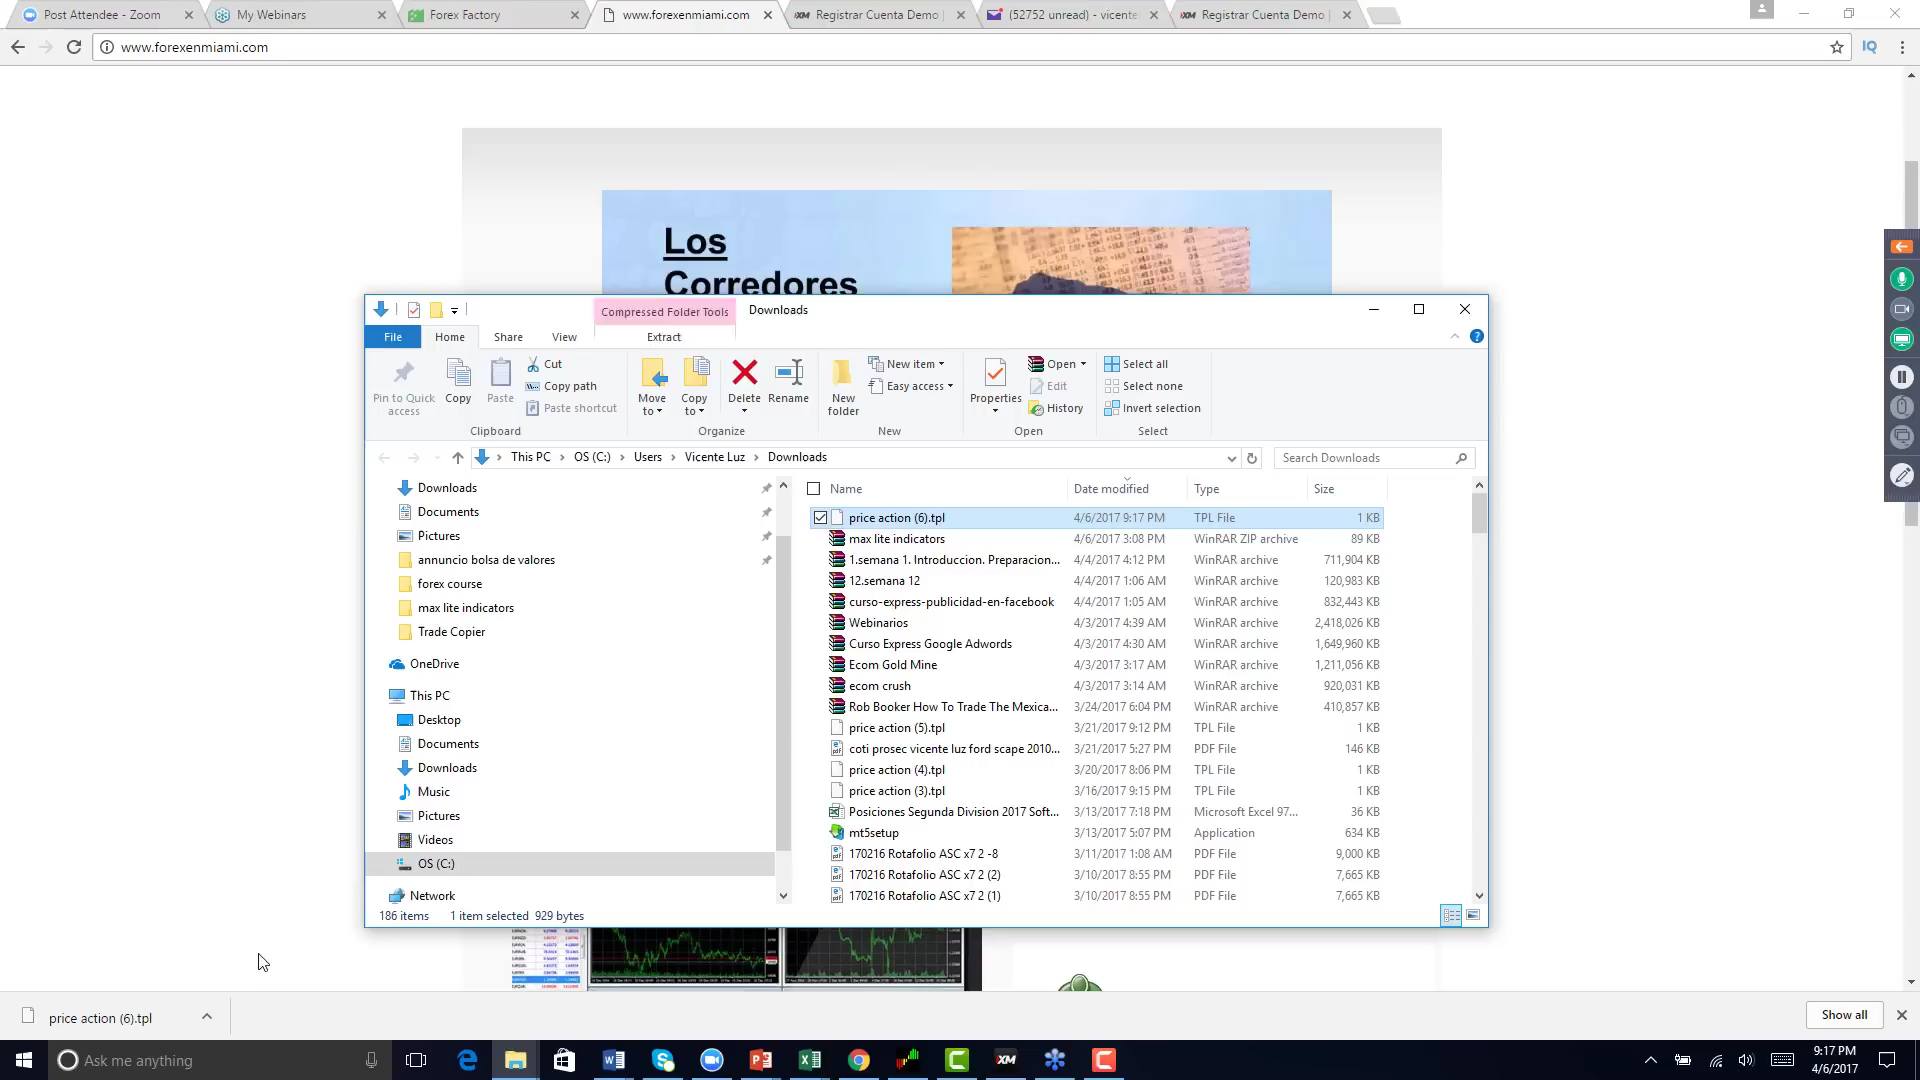 Post Attendee - Zoom
My Webinars
Forex Factory
www.forexenmiami.com
Registrar Cuenta Demo
(52752 unread) - vicente
Registrar Cuenta Demo
www.forexenmiami.com
IQ
Los
Corredores
Compressed Folder Tools
Downloads
File
Home
Share
View
Extract
Pin to Quick access
Copy
Paste
Cut
Copy path
Paste shortcut
Move to
Copy to
Delete
Rename
New folder
New item
Easy access
Properties
Open
Edit
History
Select all
Select none
Invert selection
Clipboard
Organize
New
Open
Select
This PC > OS (C:) > Users > Vicente Luz > Downloads
Search Downloads
Downloads
Documents
Pictures
annuncio bolsa de valores
forex course
max lite indicators
Trade Copier
OneDrive
This PC
Desktop
Documents
Downloads
Music
Pictures
Videos
OS (C:)
Network
Name Date modified Type Size
price action (6).tpl 4/6/2017 9:17 PM TPL File 1 KB
max lite indicators 4/6/2017 3:08 PM WinRAR ZIP archive 89 KB
1.semana 1. Introduccion. Preparacion... 4/4/2017 4:12 PM WinRAR archive 711,904 KB
12.semana 12 4/4/2017 1:06 AM WinRAR archive 120,983 KB
curso-express-publicidad-en-facebook 4/4/2017 1:05 AM WinRAR archive 832,443 KB
Webinarios 4/3/2017 4:39 AM WinRAR archive 2,418,026 KB
Curso Express Google Adwords 4/3/2017 4:30 AM WinRAR archive 1,649,960 KB
Ecom Gold Mine 4/3/2017 3:17 AM WinRAR archive 1,211,056 KB
ecom crush 4/3/2017 3:14 AM WinRAR archive 920,031 KB
Rob Booker How To Trade The Mexica... 3/24/2017 6:04 PM WinRAR archive 410,857 KB
price action (5).tpl 3/21/2017 9:12 PM TPL File 1 KB
coti prosec vicente luz ford scape 2010... 3/21/2017 5:27 PM PDF File 146 KB
price action (4).tpl 3/20/2017 8:06 PM TPL File 1 KB
price action (3).tpl 3/16/2017 9:15 PM TPL File 1 KB
Posiciones Segunda Division 2017 Soft... 3/13/2017 7:18 PM Microsoft Excel 97... 36 KB
mt5setup 3/13/2017 5:07 PM Application 634 KB
170216 Rotafolio ASC x7 2 -8 3/11/2017 1:08 AM PDF File 9,000 KB
170216 Rotafolio ASC x7 2 (2) 3/10/2017 8:55 PM PDF File 7,665 KB
170216 Rotafolio ASC x7 2 (1) 3/10/2017 8:55 PM PDF File 7,665 KB
186 items 1 item selected 929 bytes
price action (6).tpl
Show all
Ask me anything
XM
9:17 PM
4/6/2017